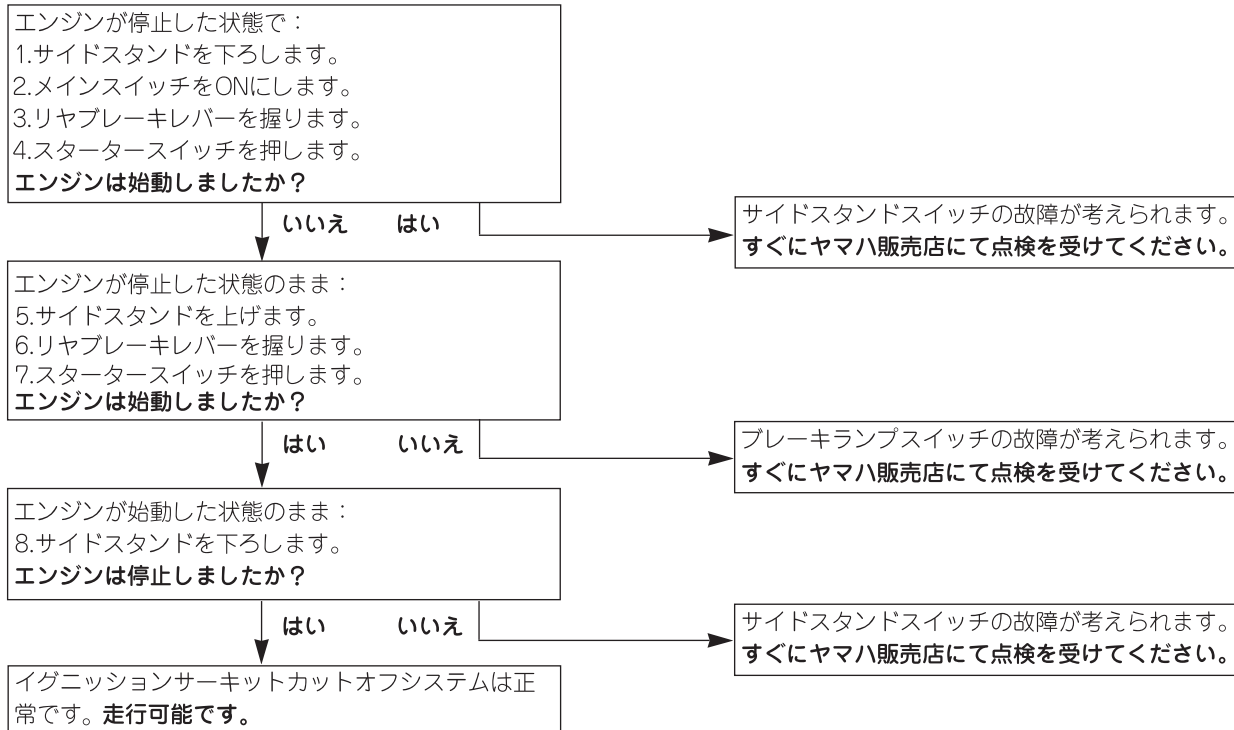 エンジンが停止した状態で：
1.サイドスタンドを下ろします。
2.メインスイッチをONにします。
3.リヤブレーキレバーを握ります。
4.スタータースイッチを押します。
エンジンは始動しましたか？
いいえ はい
サイドスタンドスイッチの故障が考えられます。
すぐにヤマハ販売店にて点検を受けてください。
エンジンが停止した状態のまま：
5.サイドスタンドを上げます。
6.リヤブレーキレバーを握ります。
7.スタータースイッチを押します。
エンジンは始動しましたか？
はい いいえ
ブレーキランプスイッチの故障が考えられます。
すぐにヤマハ販売店にて点検を受けてください。
エンジンが始動した状態のまま：
8.サイドスタンドを下ろします。
エンジンは停止しましたか？
はい いいえ
サイドスタンドスイッチの故障が考えられます。
すぐにヤマハ販売店にて点検を受けてください。
イグニッションサーキットカットオフシステムは正
常です。走行可能です。